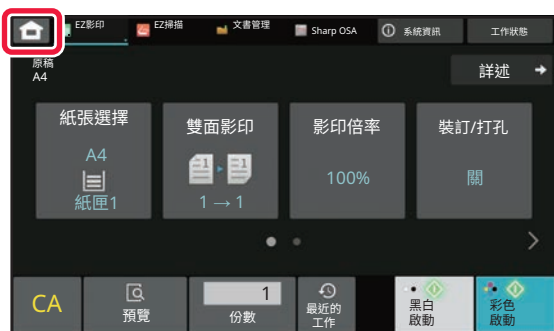 EZ影印
EZ掃描
文書管理
Sharp OSA
系統資訊
工作狀態
原稿
A4
詳述
紙張選擇
A4
紙匣1
雙面影印
1
1
1 → 1
影印倍率
100%
裝訂/打孔
關
CA
預覽
1
份數
最近的
工作
黑白
啟動
彩色
啟動